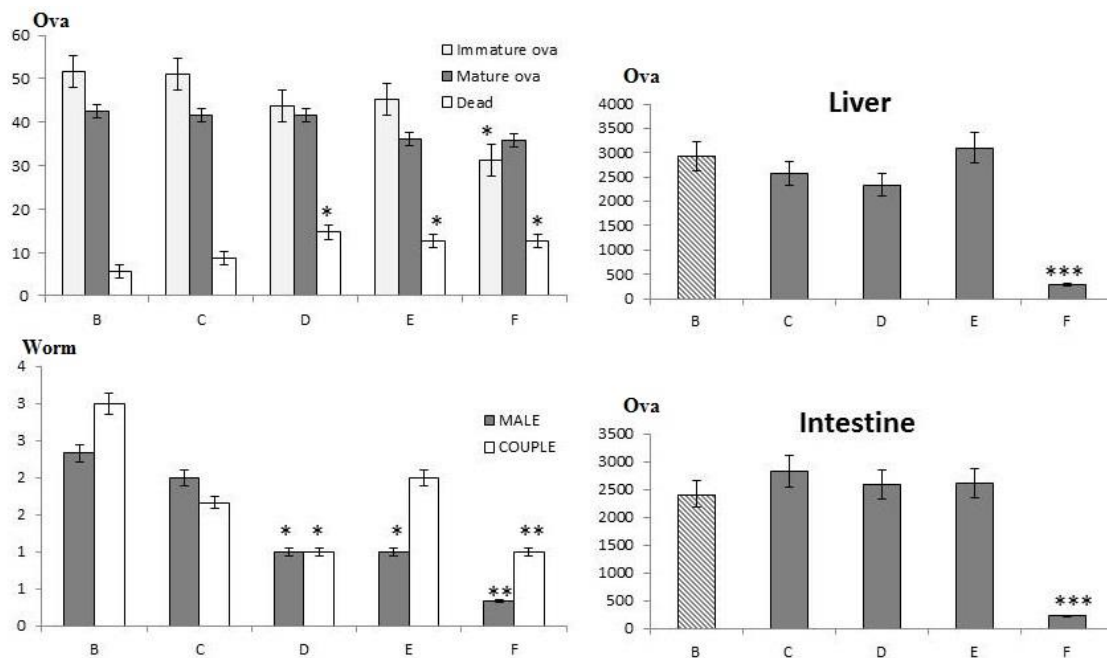 Ova
60
50
40
30
20
10
0
Immature ova
Mature ova
Dead
* * * *
B C D E F
Ova
Liver
4000
3500
3000
2500
2000
1500
1000
500
0
***
B C D E F
Worm
4
3
3
2
2
1
1
0
MALE
COUPLE
* * * ** **
B C D E F
Ova
Intestine
3500
3000
2500
2000
1500
1000
500
0
***
B C D E F